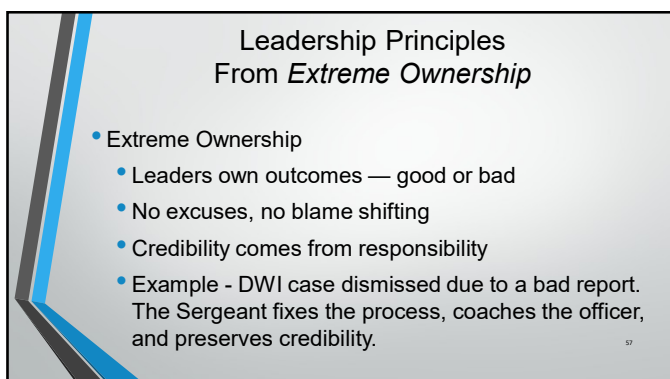 Leadership Principles
From Extreme Ownership
• Extreme Ownership
• Leaders own outcomes — good or bad
• No excuses, no blame shifting
• Credibility comes from responsibility
• Example - DWI case dismissed due to a bad report.
The Sergeant fixes the process, coaches the officer,
and preserves credibility.
57